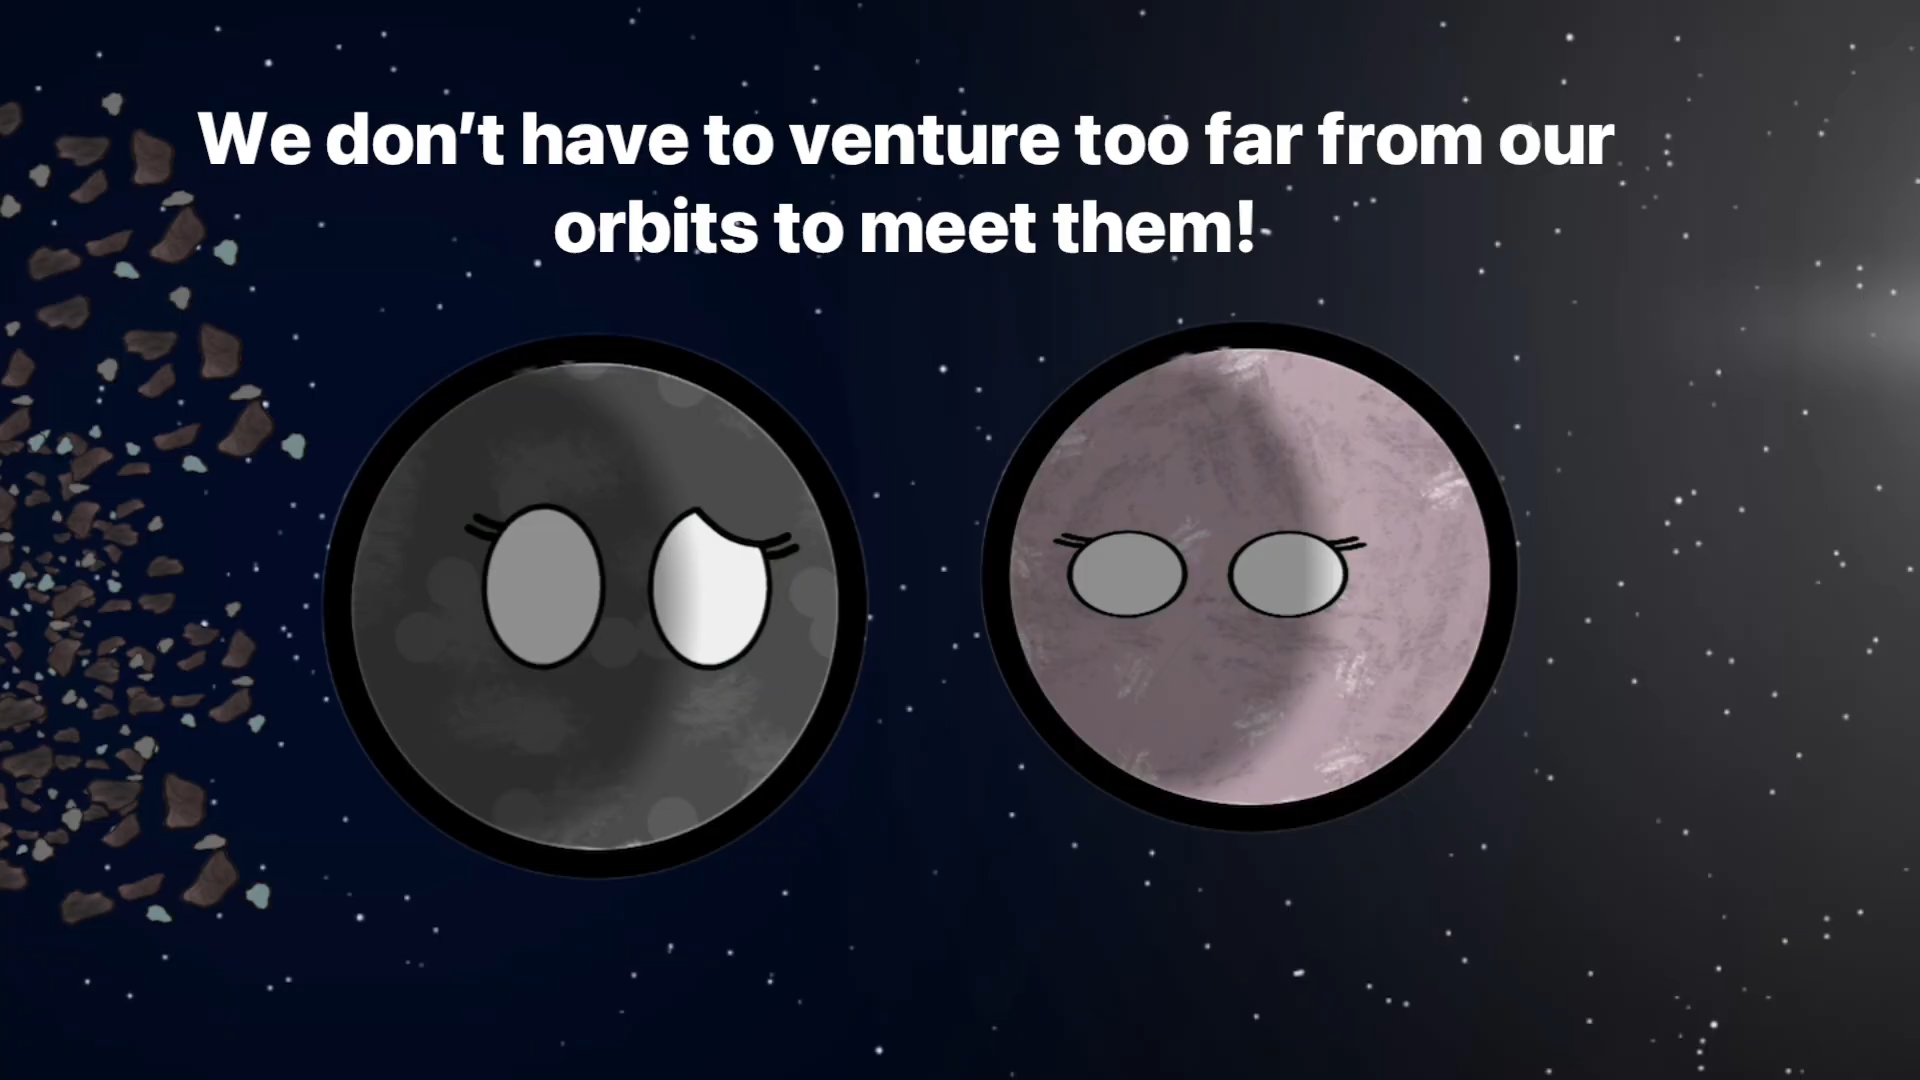 We don’t have to venture too far from our
orbits to meet them!